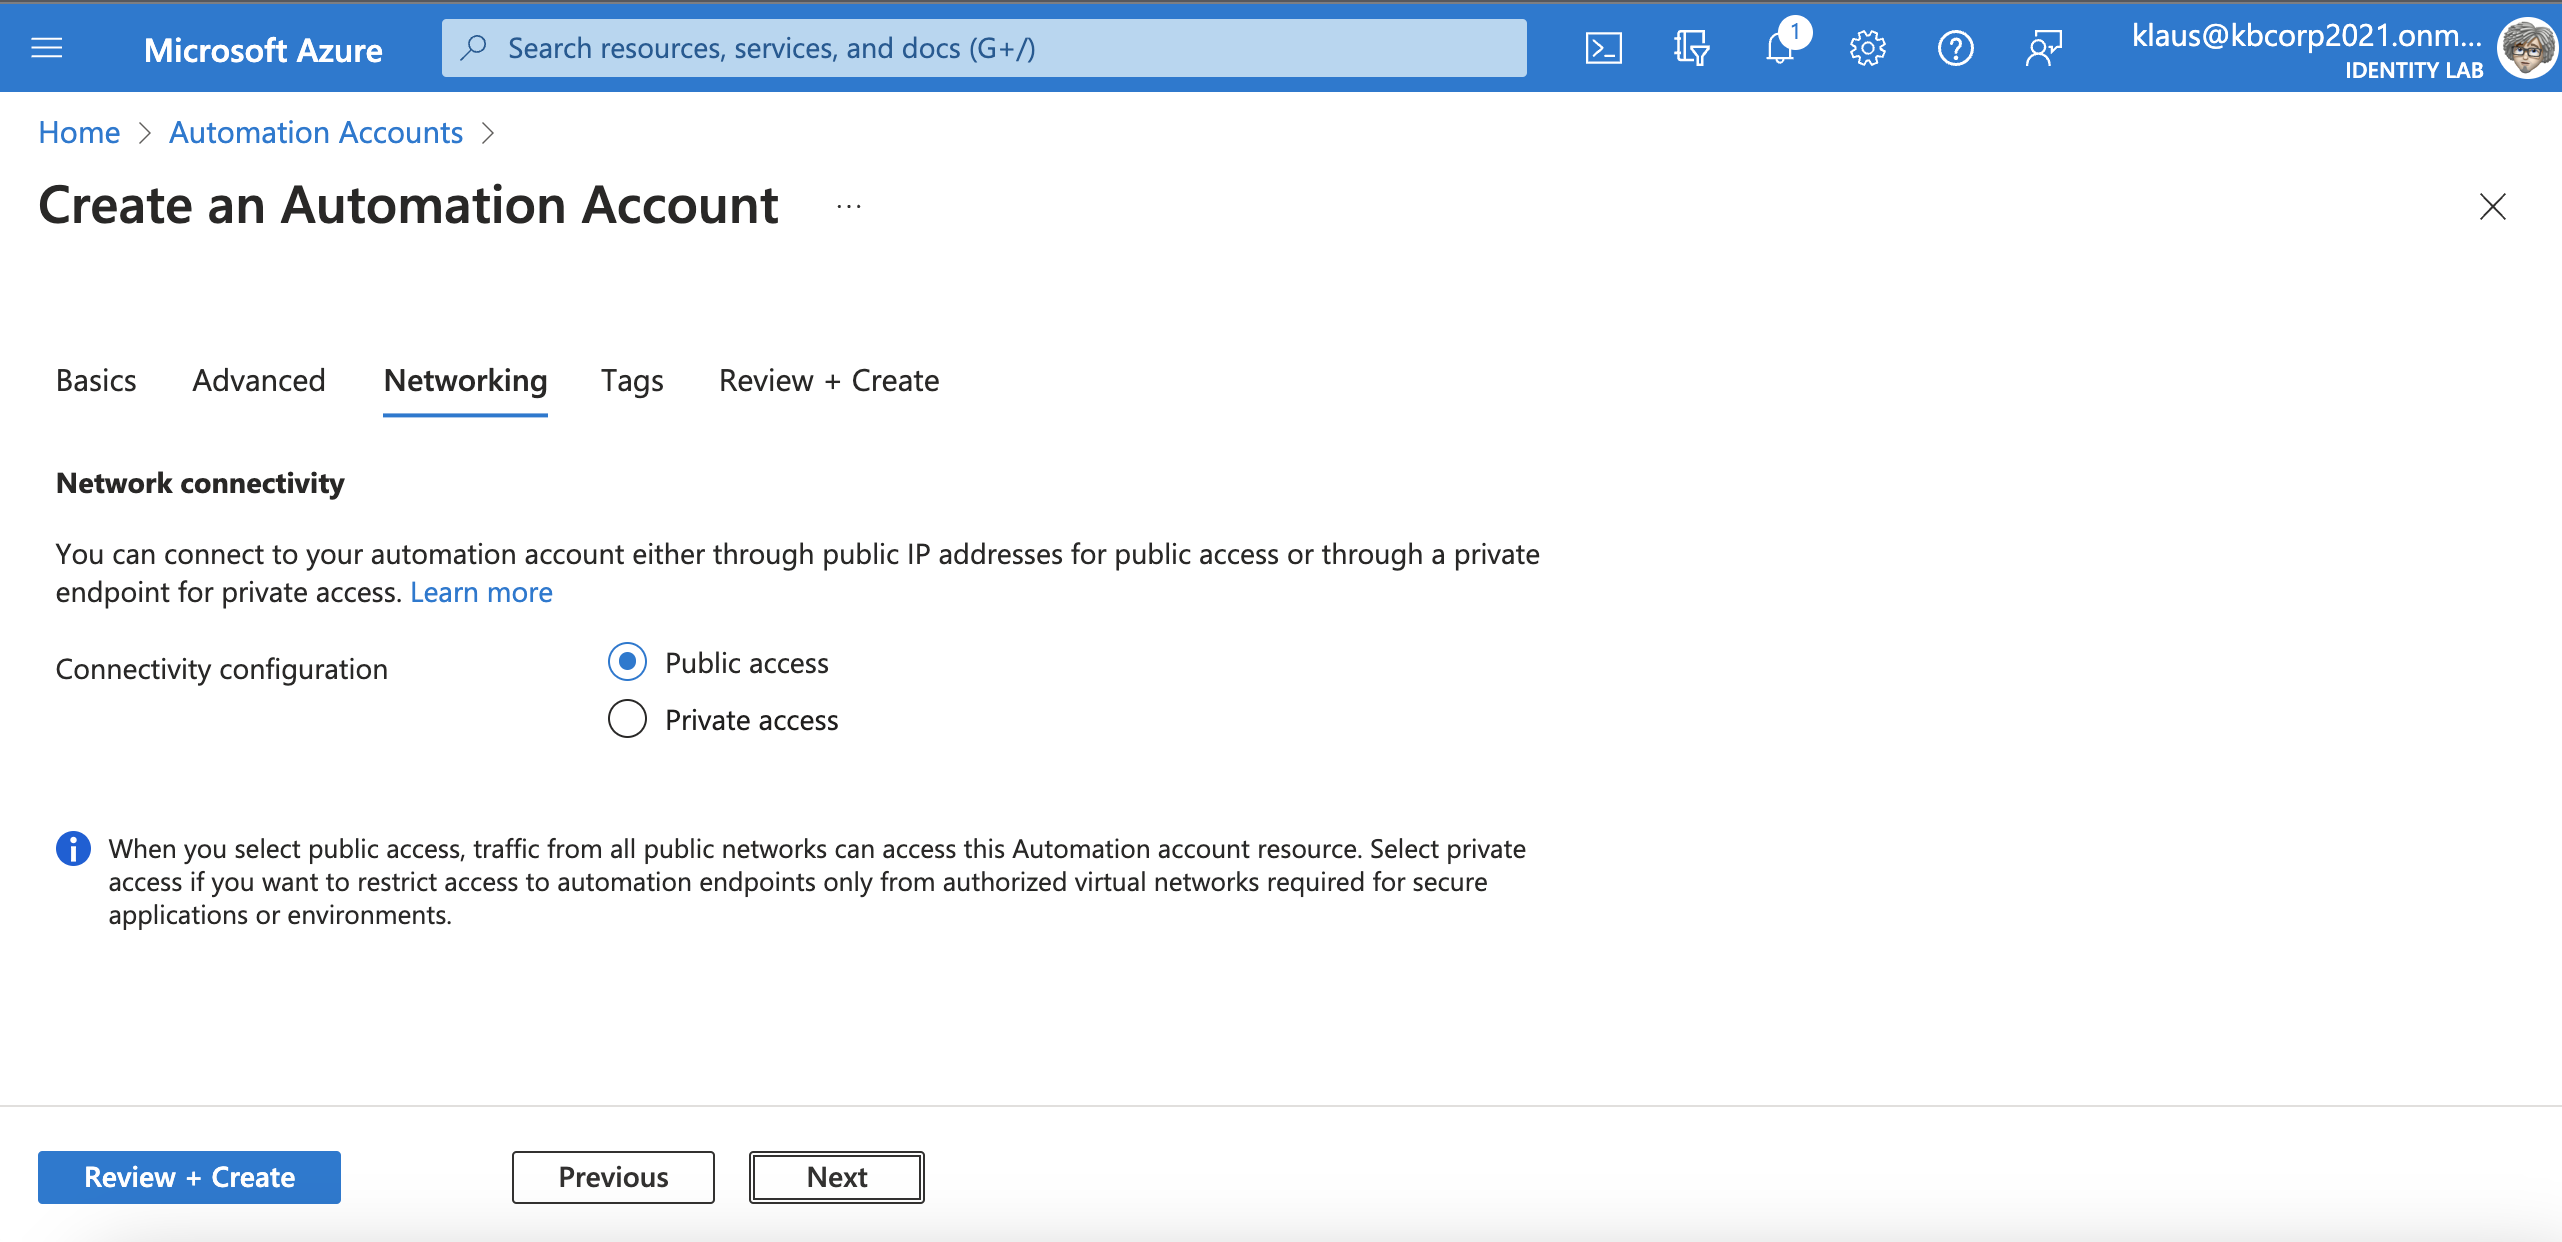 Microsoft Azure
Search resources, services, and docs (G+/)
1
klaus@kbcorp2021.onm...
IDENTITY LAB
Home > Automation Accounts >
Create an Automation Account ...
Basics Advanced Networking Tags Review + Create
Network connectivity
You can connect to your automation account either through public IP addresses for public access or through a private
endpoint for private access. Learn more
Connectivity configuration
Public access
Private access
When you select public access, traffic from all public networks can access this Automation account resource. Select private
access if you want to restrict access to automation endpoints only from authorized virtual networks required for secure
applications or environments.
Review + Create Previous Next